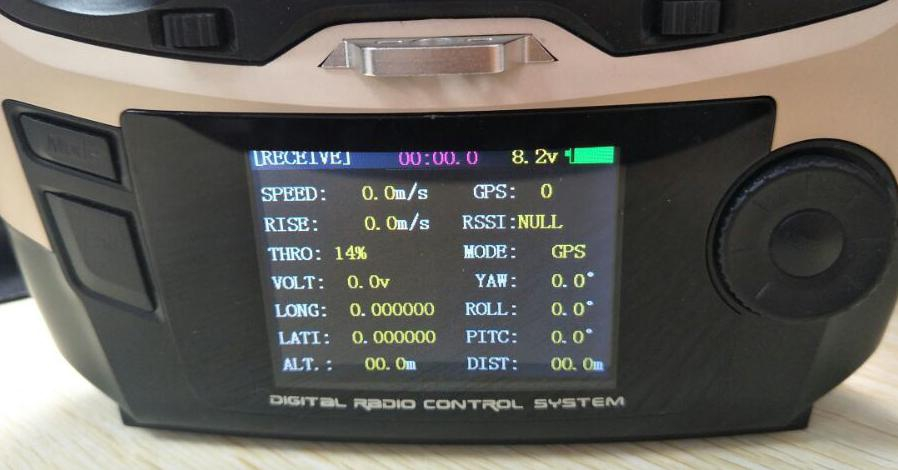 [RECEIVE] 00:00.0 8.2v
SPEED: 0.0m/s GPS: 0
RISE: 0.0m/s RSSI:NULL
THRO: 14% MODE: GPS
VOLT: 0.0v YAW: 0.0°
LONG: 0.000000 ROLL: 0.0°
LATI: 0.000000 PITC: 0.0°
ALT.: 00.0m DIST: 00.0m
DIGITAL RADIO CONTROL SYSTEM